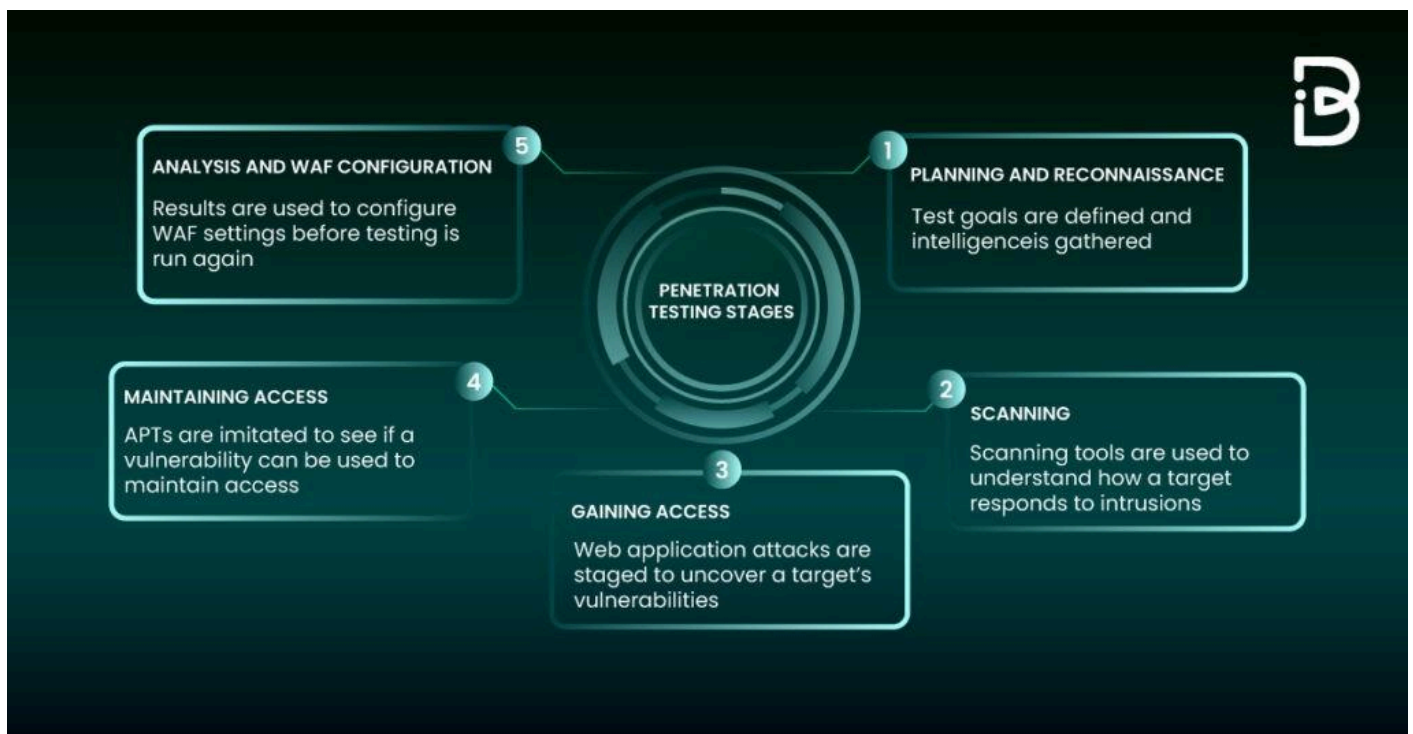 PENETRATION
TESTING STAGES
1
PLANNING AND RECONNAISSANCE
Test goals are defined and
intelligenceis gathered
2
SCANNING
Scanning tools are used to
understand how a target
responds to intrusions
3
GAINING ACCESS
Web application attacks are
staged to uncover a target’s
vulnerabilities
4
MAINTAINING ACCESS
APTs are imitated to see if a
vulnerability can be used to
maintain access
5
ANALYSIS AND WAF CONFIGURATION
Results are used to configure
WAF settings before testing is
run again